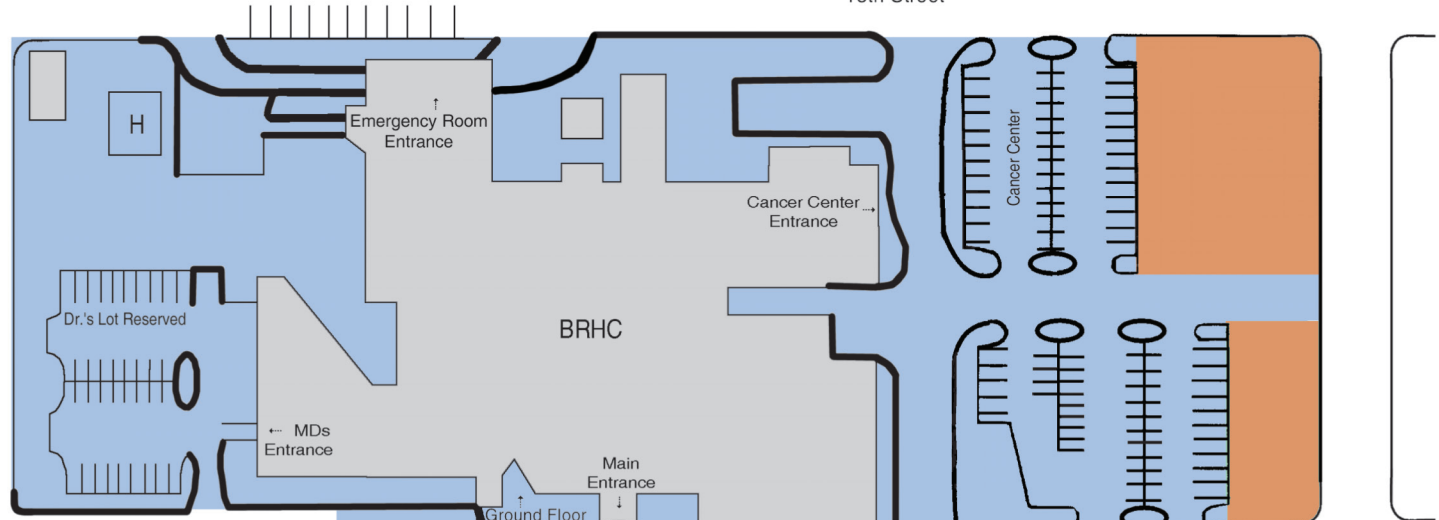 H
Emergency Room
Entrance
Cancer Center
Cancer Center
Entrance
Dr.'s Lot Reserved
BRHC
MDs
Entrance
Main
Entrance
Ground Floor